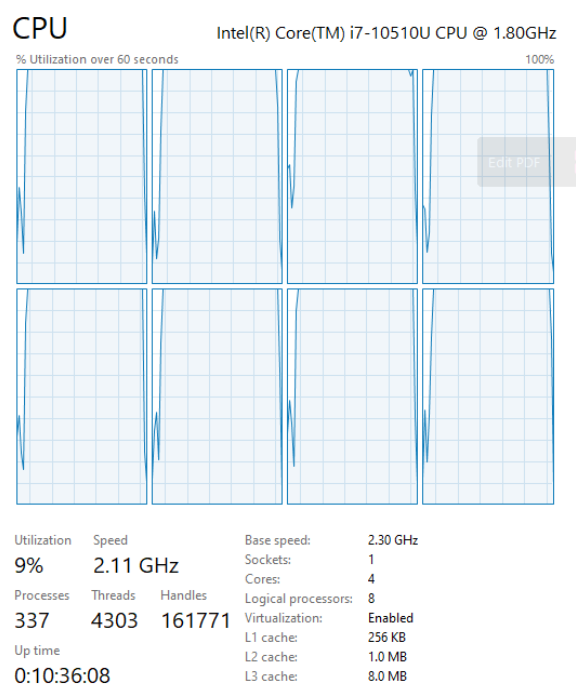 CPU
Intel(R) Core(TM) i7-10510U CPU @ 1.80GHz
% Utilization over 60 seconds
100%
Edit PDF
Utilization
Speed
9%
2.11 GHz
Processes
Threads
Handles
337
4303
161771
Up time
0:10:36:08
Base speed:
2.30 GHz
Sockets:
1
Cores:
4
Logical processors:
8
Virtualization:
Enabled
L1 cache:
256 KB
L2 cache:
1.0 MB
L3 cache:
8.0 MB